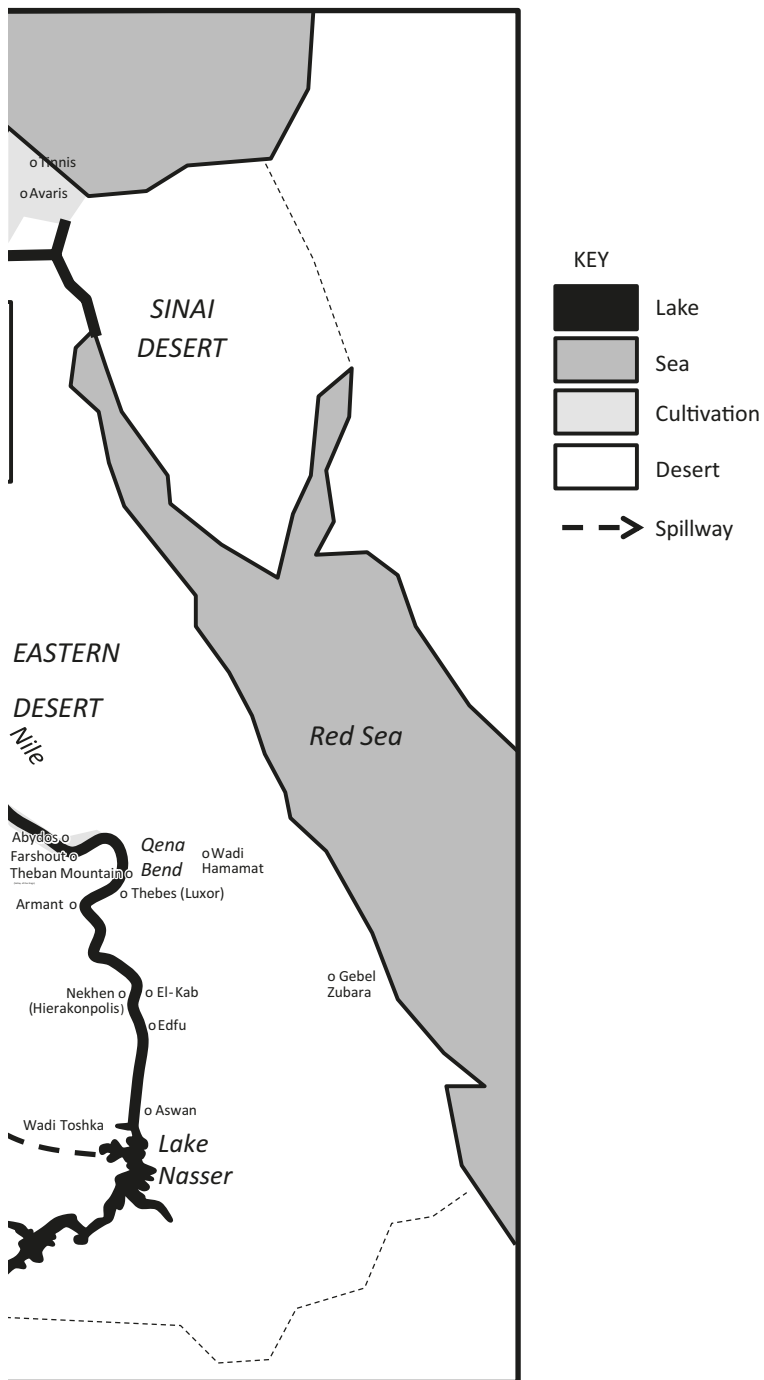 Tinnis
Avaris
SINAI
DESERT
KEY
Lake
Sea
Cultivation
Desert
Spillway
EASTERN
DESERT
Nile
Red Sea
Abydos
Farshout
Theban Mountain
Qena
Bend
Wadi
Hamamat
Thebes (Luxor)
Armant
Gebel
Zubara
Nekhen
(Hierakonpolis)
El-Kab
Edfu
Aswan
Wadi Toshka
Lake
Nasser